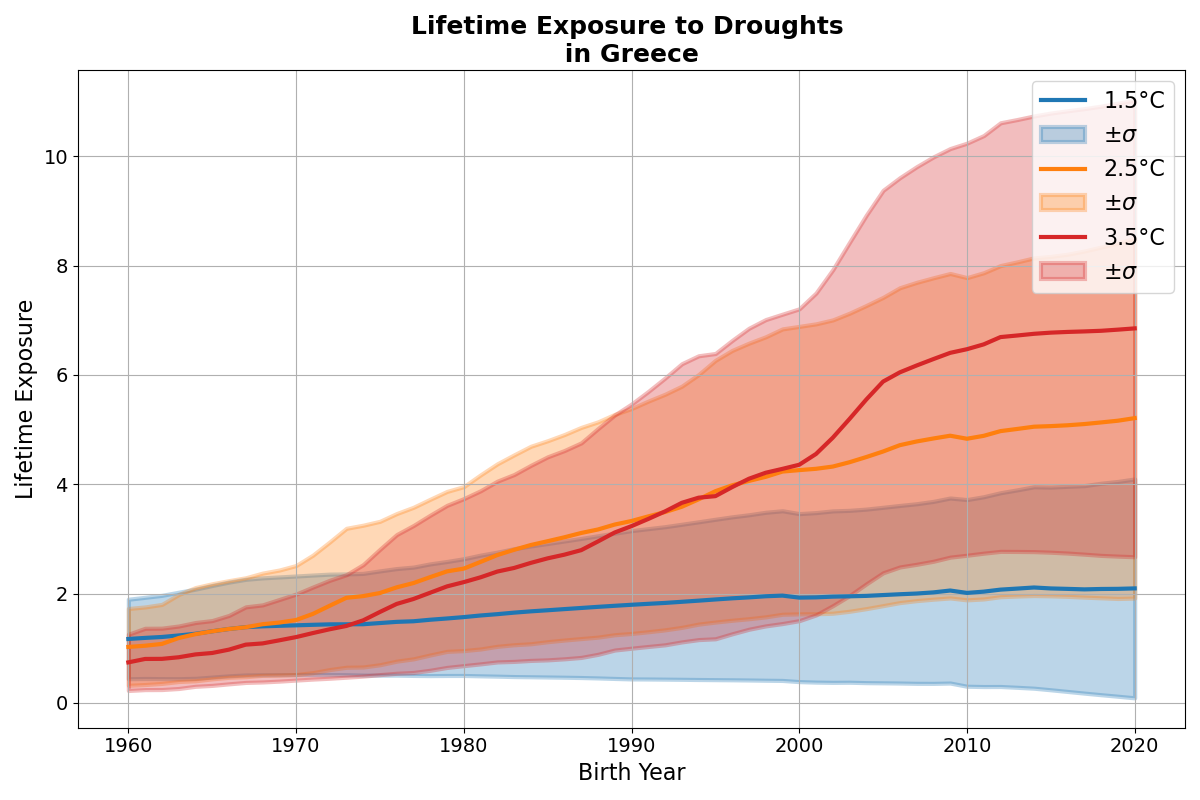 Lifetime Exposure to Droughts
in Greece
1.5°C
±σ
2.5°C
±σ
3.5°C
±σ
Lifetime Exposure
10
8
6
4
2
0
1960 1970 1980 1990 2000 2010 2020
Birth Year